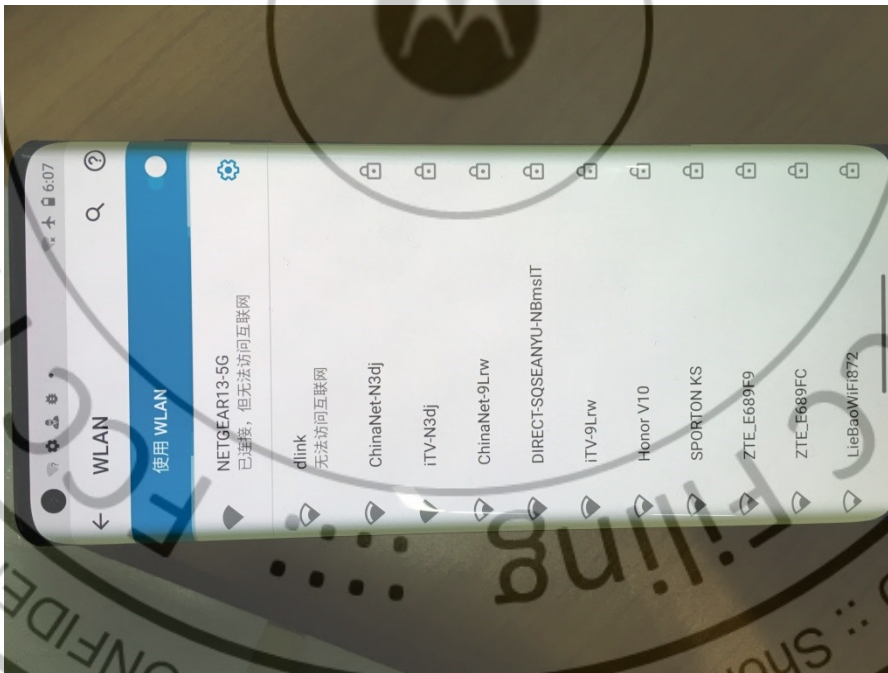 6:07
WLAN
使用 WLAN
NETGEAR13-5G
已连接，但无法访问互联网
dlink
无法访问互联网
ChinaNet-N3dj
iTV-N3dj
ChinaNet-9Lrw
DIRECT-SQSEANYU-NBmsIT
iTV-9Lrw
Honor V10
SPORTON KS
ZTE_E689F9
ZTE_E689FC
LieBaoWiFi872
FCC
FCC Filing